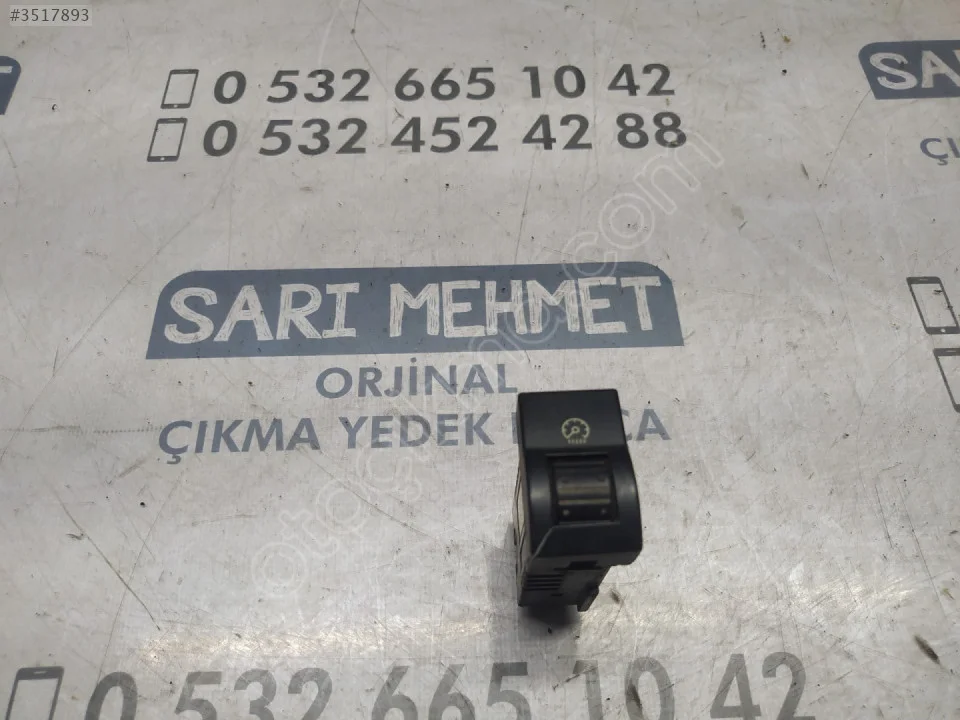 #3517893
0 532 665 10 42
0 532 452 42 88
SARI
SARI MEHMET
ORJİNAL
ÇIKMA YEDEK
0 532 665 10 42